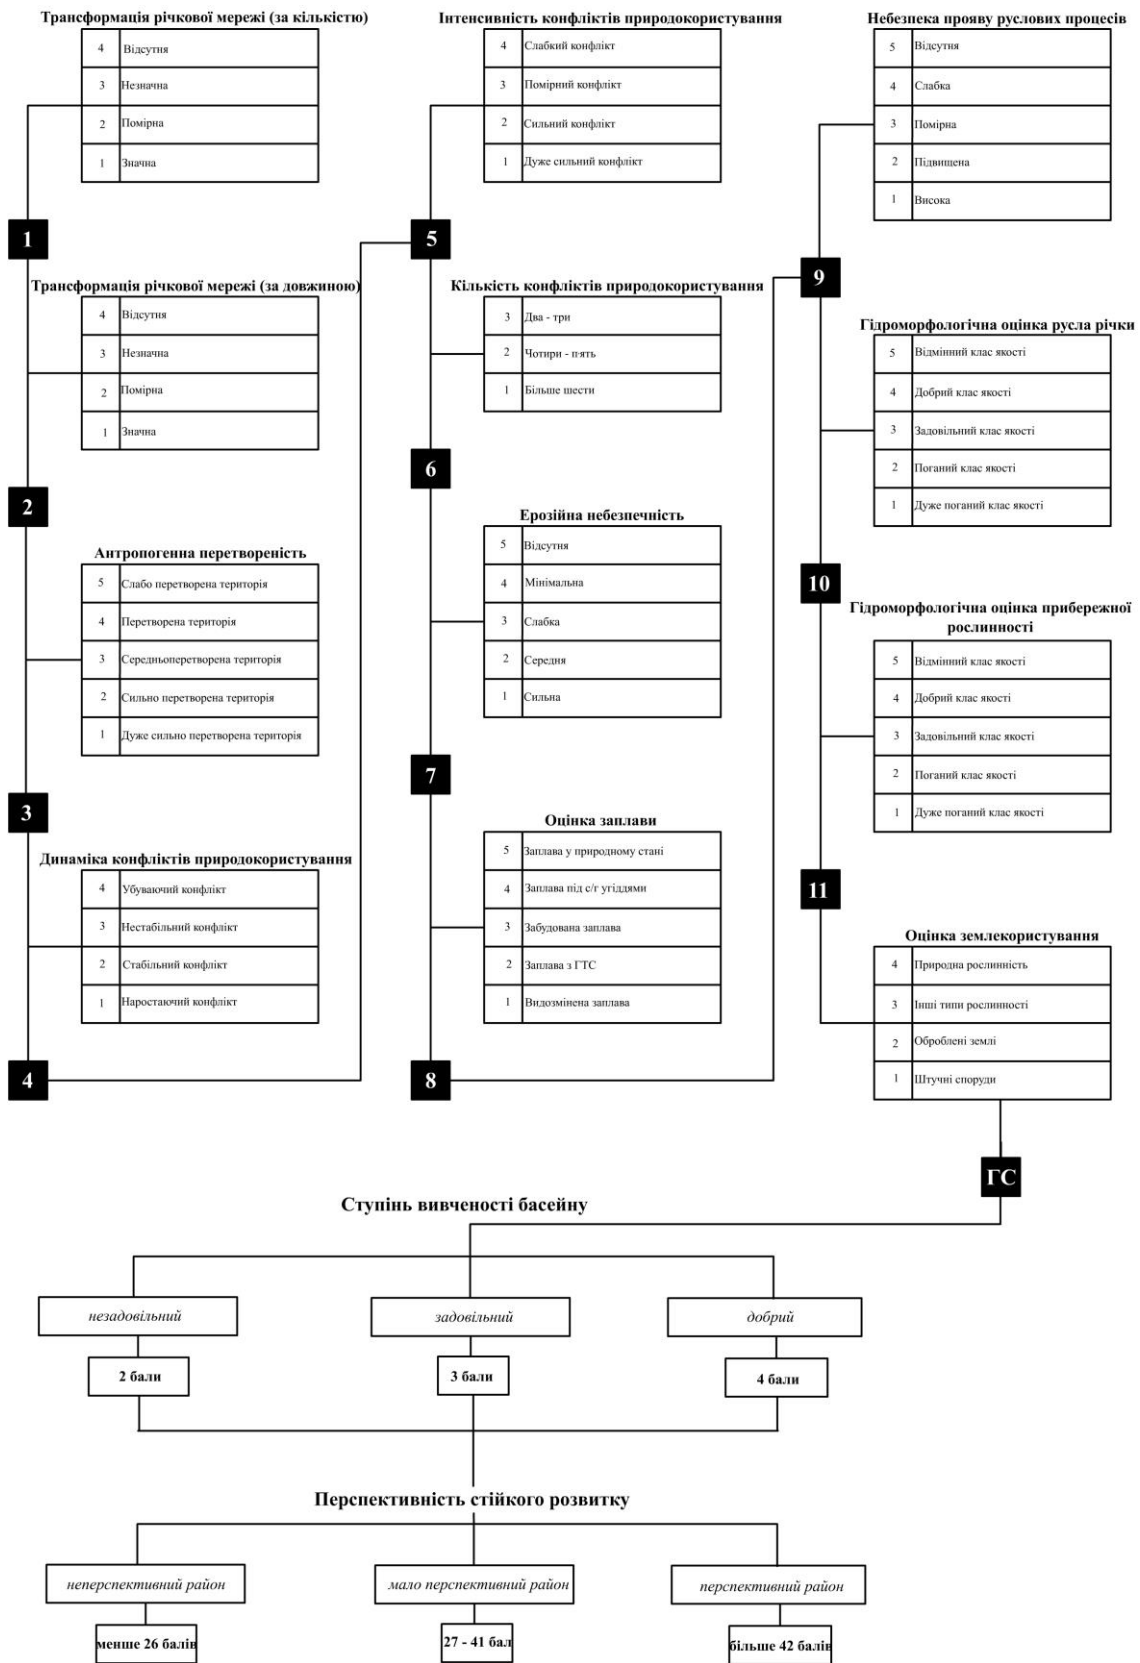 Трансформація річкової мережі (за кількістю)
4 Відсутня
3 Незначна
2 Помірна
1 Значна
1
Трансформація річкової мережі (за довжиною)
4 Відсутня
3 Незначна
2 Помірна
1 Значна
2
Антропогенна перетвореність
5 Слабо перетворена територія
4 Перетворена територія
3 Середньоперетворена територія
2 Сильно перетворена територія
1 Дуже сильно перетворена територія
3
Динаміка конфліктів природокористування
4 Убуваючий конфлікт
3 Нестабільний конфлікт
2 Стабільний конфлікт
1 Наростаючий конфлікт
4
Інтенсивність конфліктів природокористування
4 Слабкий конфлікт
3 Помірний конфлікт
2 Сильний конфлікт
1 Дуже сильний конфлікт
5
Кількість конфліктів природокористування
3 Два - три
2 Чотири - п'ять
1 Більше шести
6
Ерозійна небезпечність
5 Відсутня
4 Мінімальна
3 Слабка
2 Середня
1 Сильна
7
Оцінка заплави
5 Заплава у природному стані
4 Заплава під с/г угіддями
3 Забудована заплава
2 Заплава з ГТС
1 Видозмінена заплава
8
Небезпека прояву руслових процесів
5 Відсутня
4 Слабка
3 Помірна
2 Підвищена
1 Висока
9
Гідроморфологічна оцінка русла річки
5 Відмінний клас якості
4 Добрий клас якості
3 Задовільний клас якості
2 Поганий клас якості
1 Дуже поганий клас якості
10
Гідроморфологічна оцінка прибережної
рослинності
5 Відмінний клас якості
4 Добрий клас якості
3 Задовільний клас якості
2 Поганий клас якості
1 Дуже поганий клас якості
11
Оцінка землекористування
4 Природна рослинність
3 Інші типи рослинності
2 Оброблені землі
1 Штучні споруди
ГС
Ступінь вивченості басейну
незадовільний
задовільний
добрий
2 бали
3 бали
4 бали
Перспективність стійкого розвитку
неперспективний район
мало перспективний район
перспективний район
менше 26 балів
27 - 41 бал
більше 42 балів